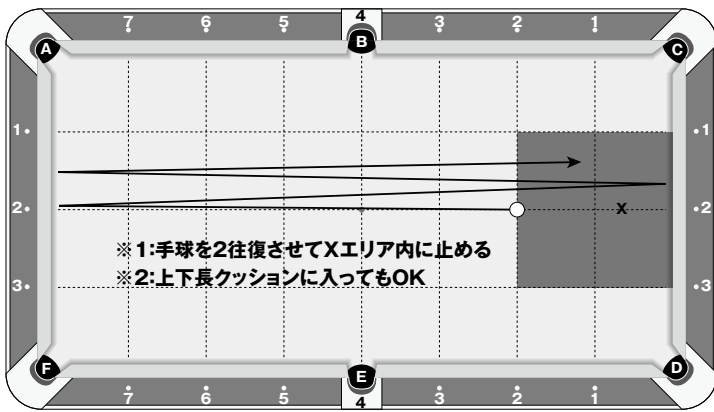 7 6 5 4 3 2 1
A B C
1 1
2 X 2
※1:手球を2往復させてXエリア内に止める
※2:上下長クッションに入ってもOK
3 3
F E D
7 6 5 4 3 2 1